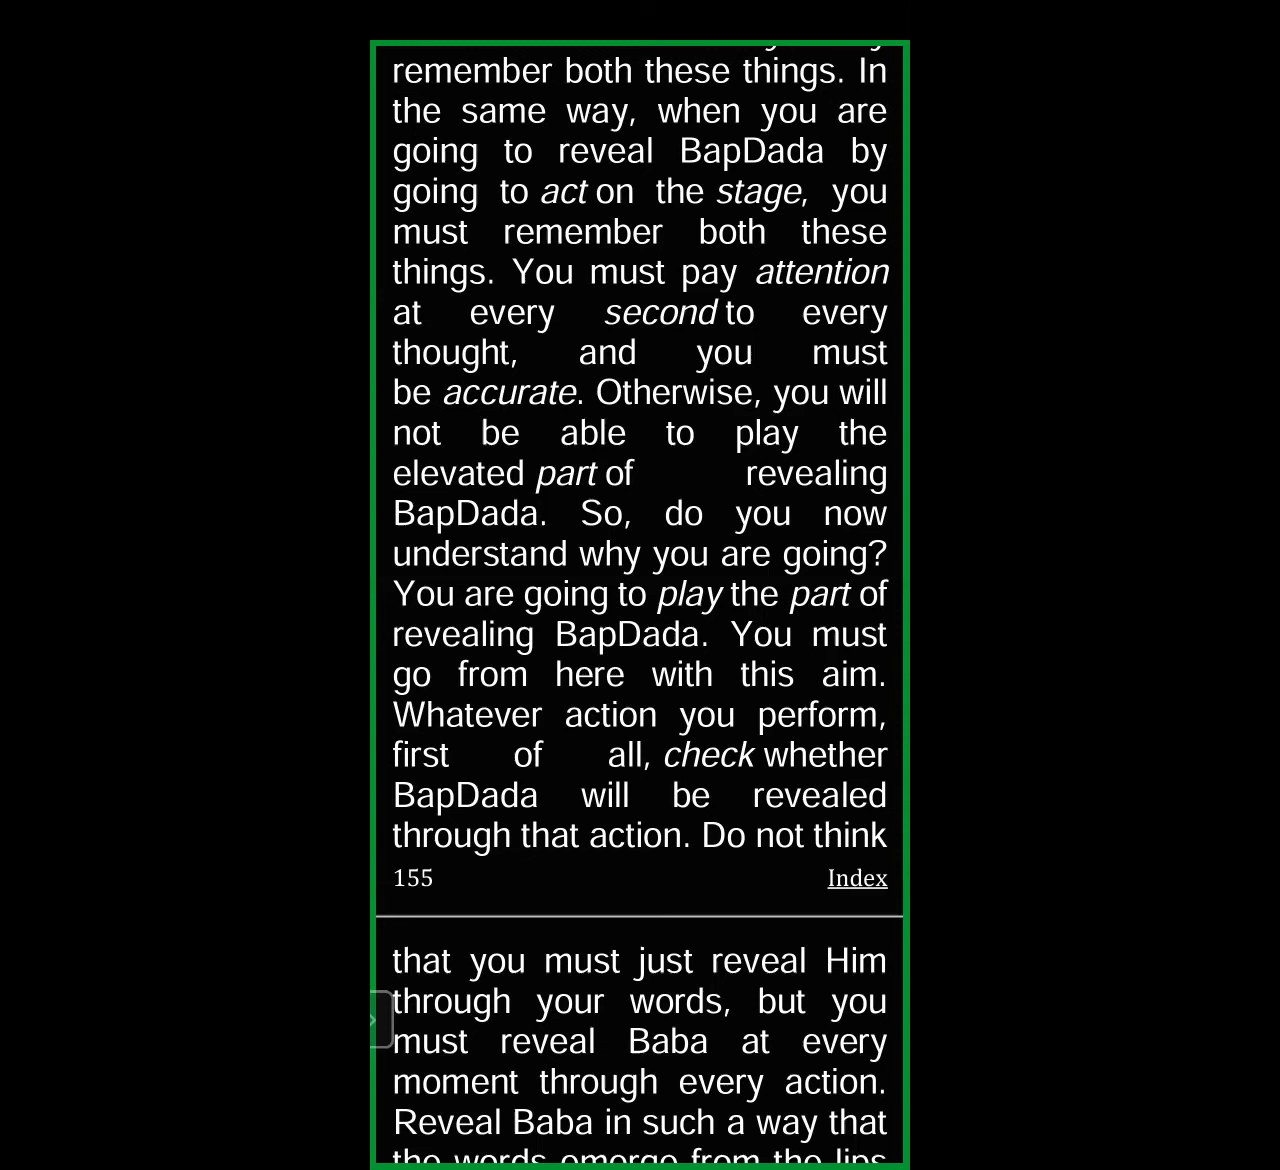 remember both these things. In
the same way, when you are
going to reveal BapDada by
going to act on the stage, you
must remember both these
things. You must pay attention
at every second to every
thought, and you must
be accurate. Otherwise, you will
not be able to play the
elevated part of revealing
BapDada. So, do you now
understand why you are going?
You are going to play the part of
revealing BapDada. You must
go from here with this aim.
Whatever action you perform,
first of all, check whether
BapDada will be revealed
through that action. Do not think
155 Index
that you must just reveal Him
through your words, but you
must reveal Baba at every
moment through every action.
Reveal Baba in such a way that
the words emerge from the lips